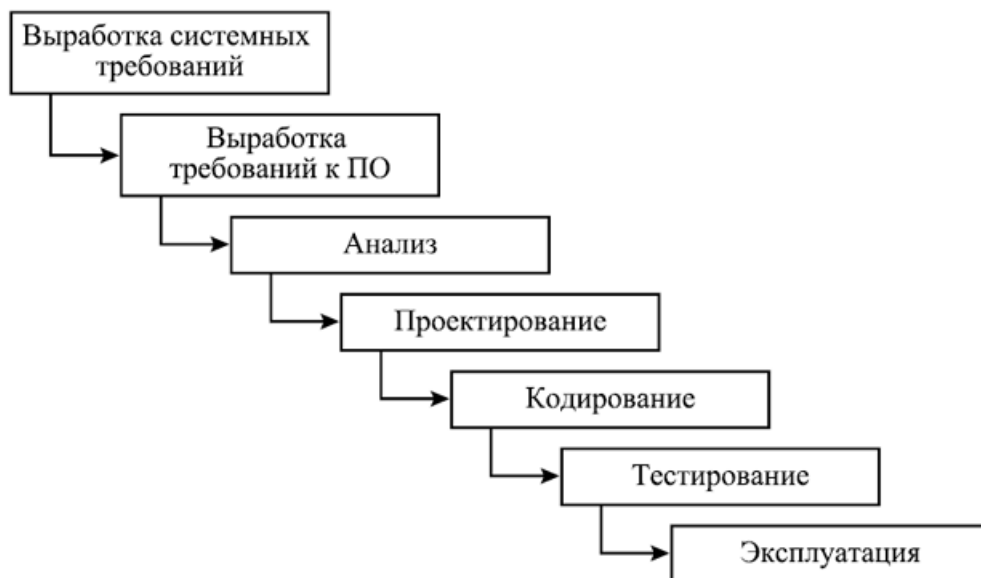 Выработка системных
требований
Выработка
требований к ПО
Анализ
Проектирование
Кодирование
Тестирование
Эксплуатация